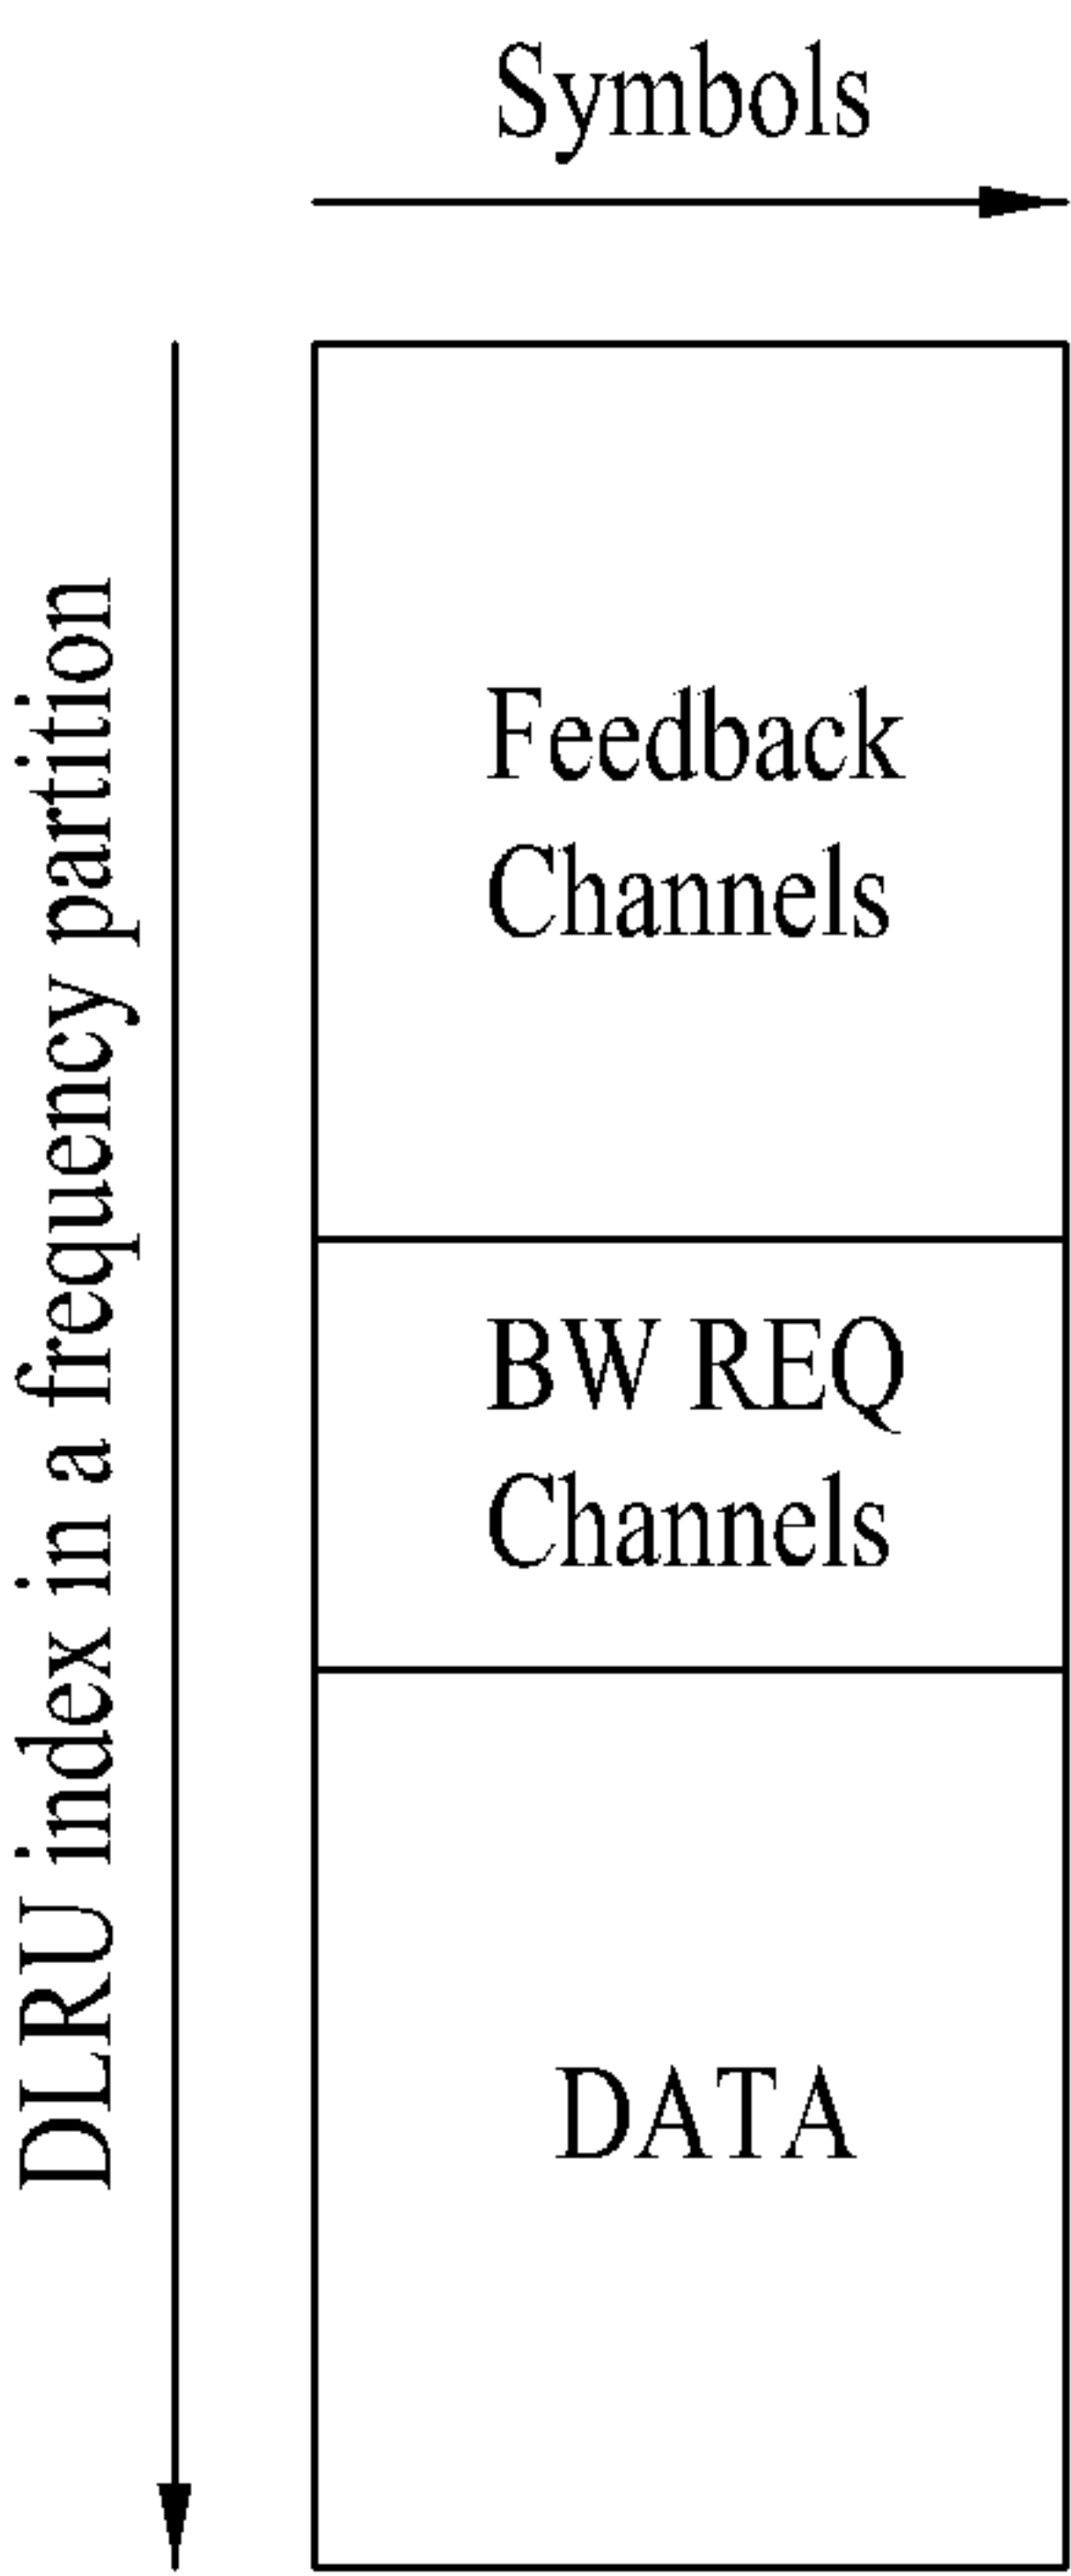 Symbols
DLRU index in a frequency partition
Feedback
Channels
BW REQ
Channels
DATA